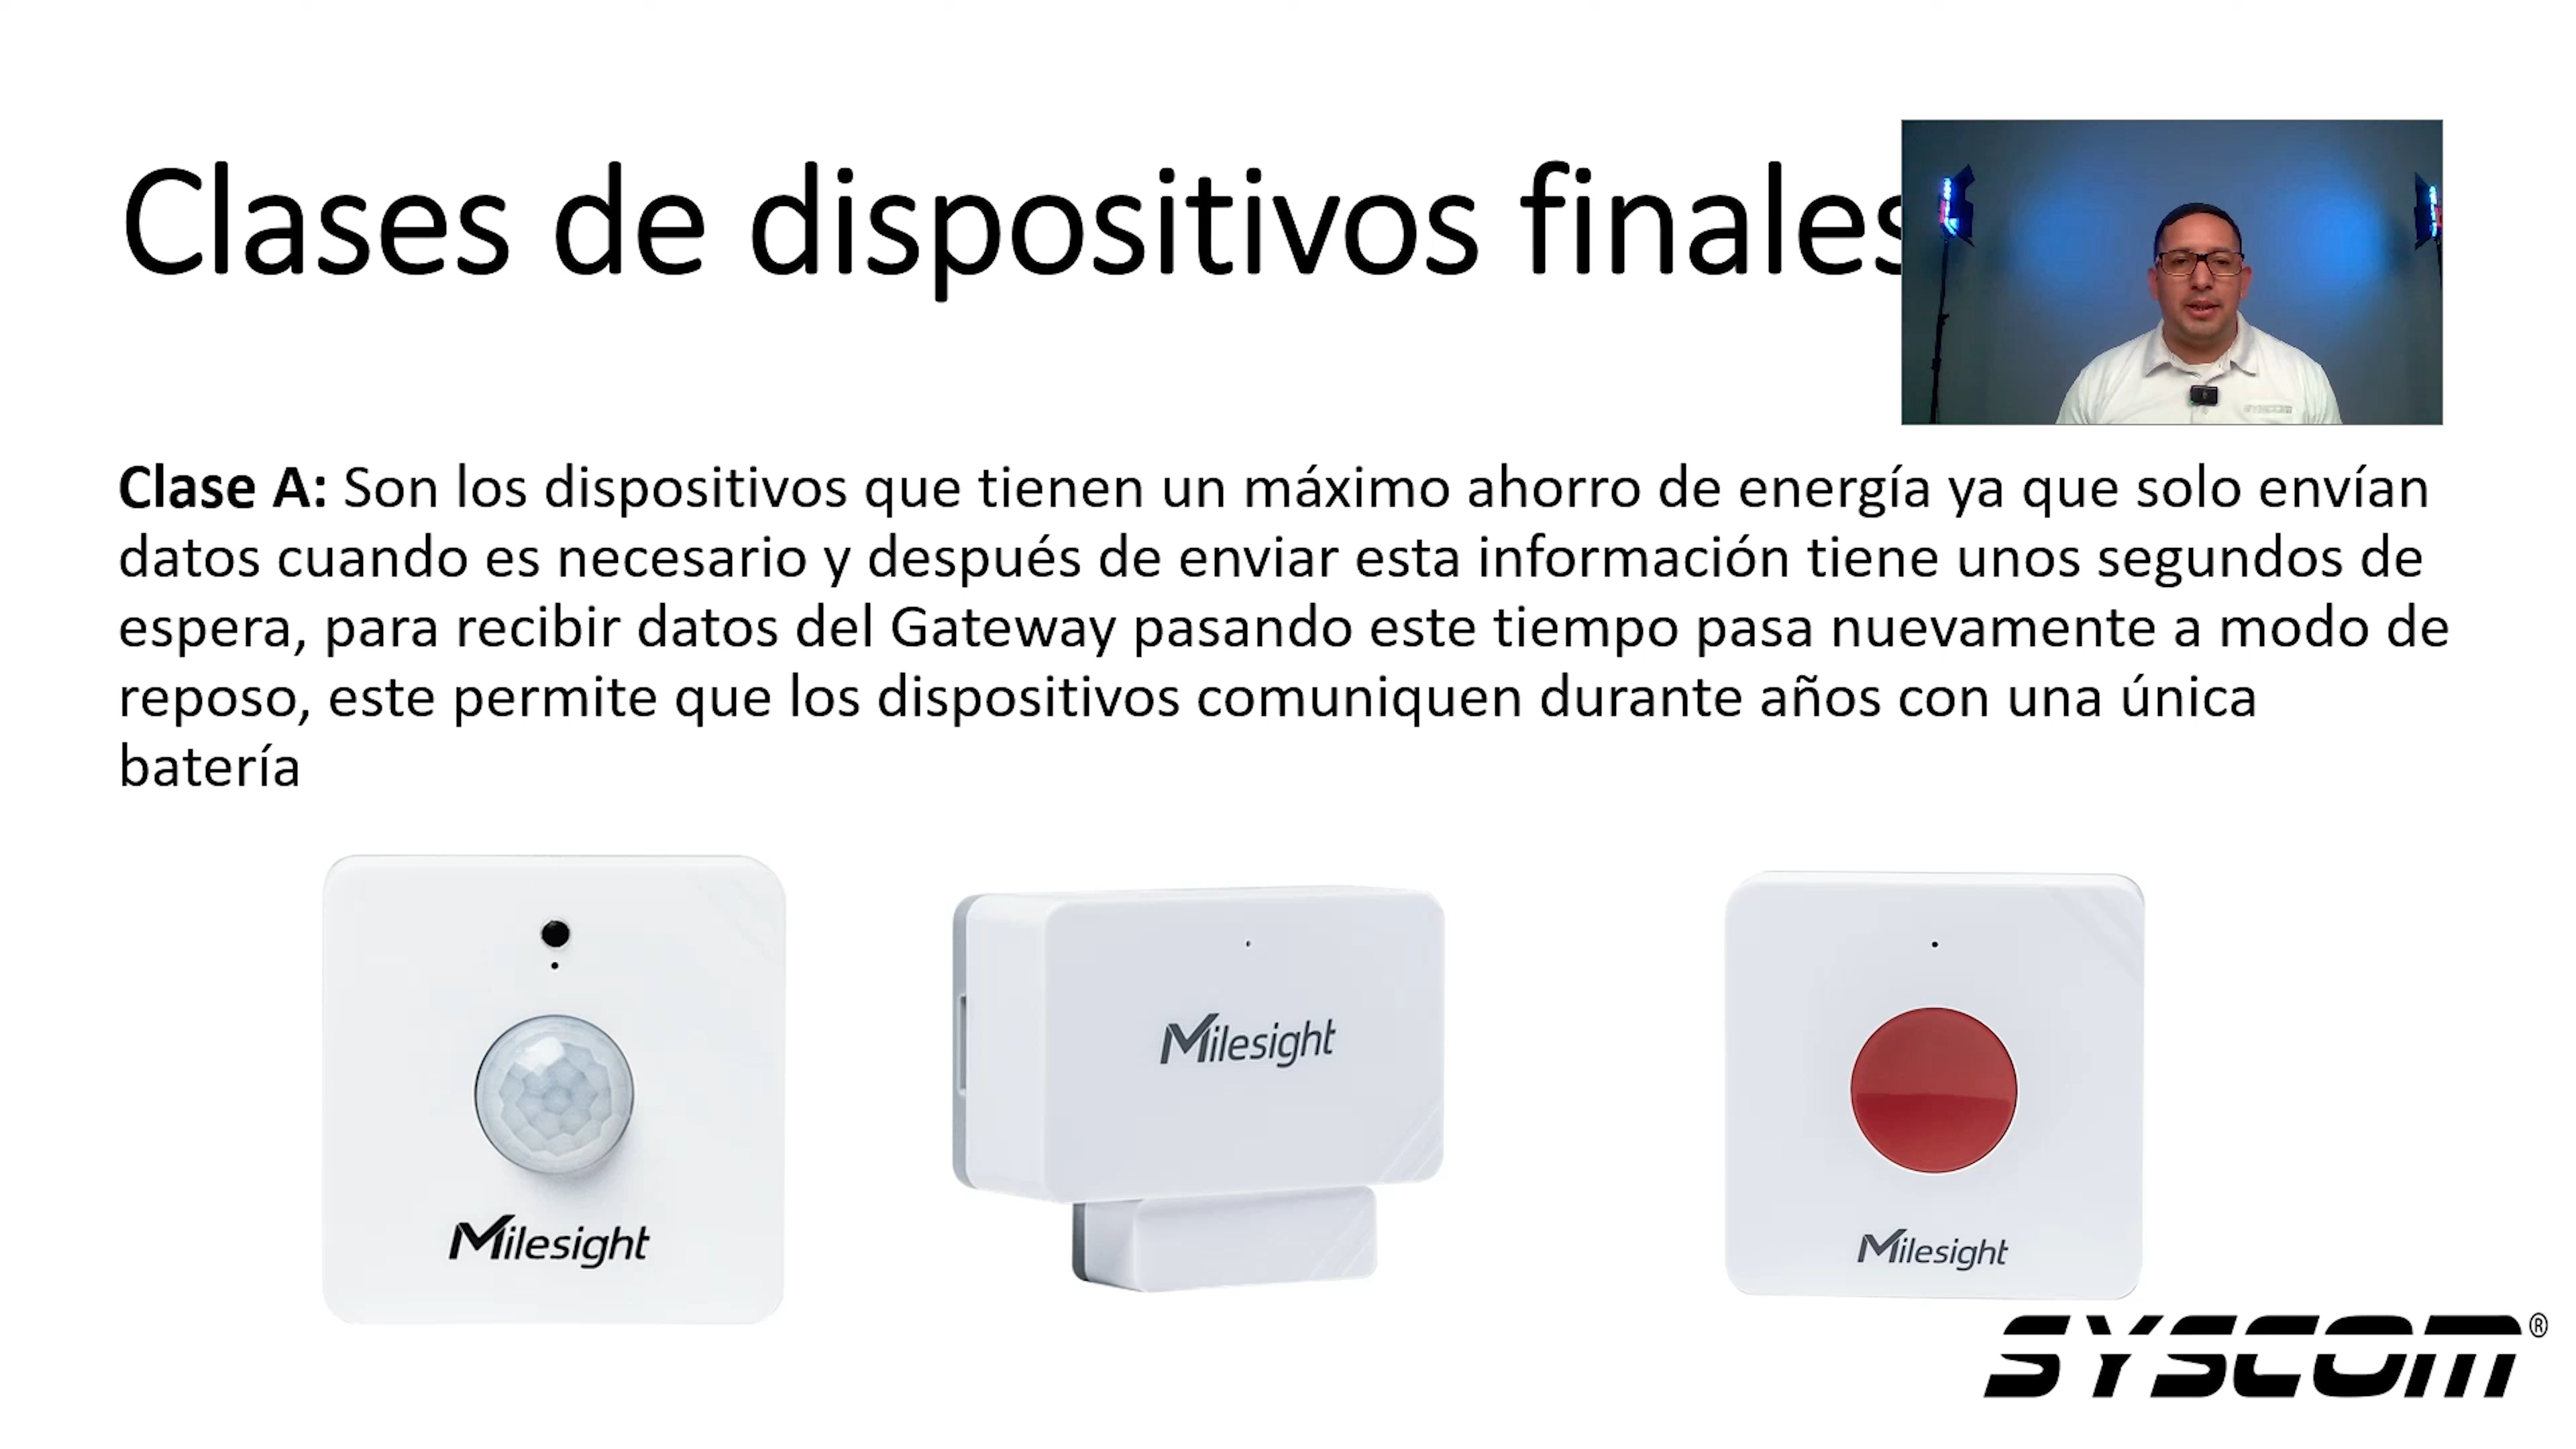 Clases de dispositivos finales
Clase A: Son los dispositivos que tienen un máximo ahorro de energía ya que solo envían
datos cuando es necesario y después de enviar esta información tiene unos segundos de
espera, para recibir datos del Gateway pasando este tiempo pasa nuevamente a modo de
reposo, este permite que los dispositivos comuniquen durante años con una única
batería
Milesight
Milesight
Milesight
SYSCOM®
SYSCOM